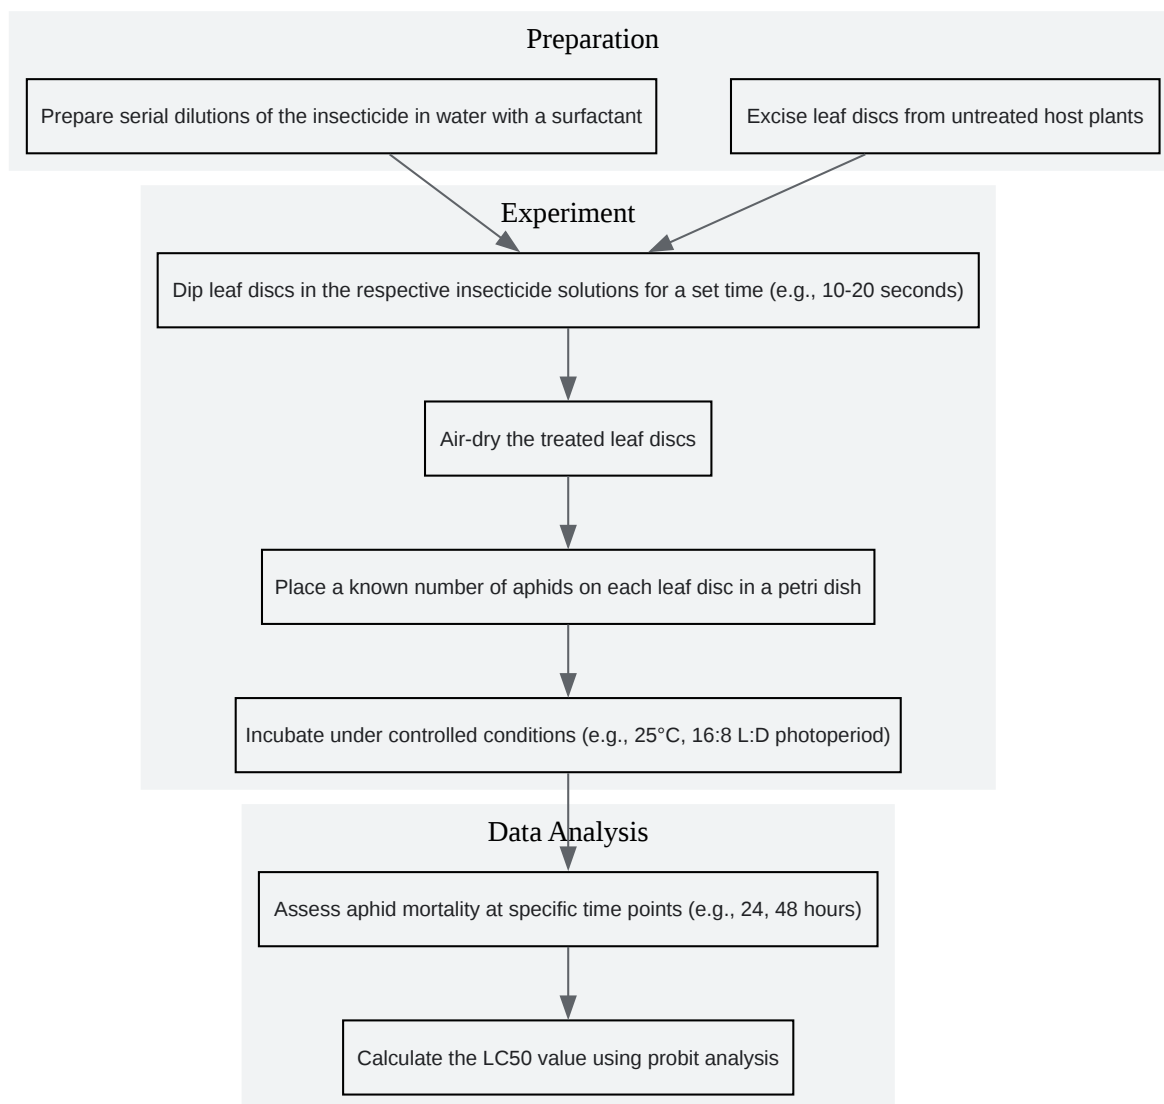 Preparation
Prepare serial dilutions of the insecticide in water with a surfactant
Excise leaf discs from untreated host plants
Experiment
Dip leaf discs in the respective insecticide solutions for a set time (e.g., 10-20 seconds)
Air-dry the treated leaf discs
Place a known number of aphids on each leaf disc in a petri dish
Incubate under controlled conditions (e.g., 25°C, 16:8 L:D photoperiod)
Data Analysis
Assess aphid mortality at specific time points (e.g., 24, 48 hours)
Calculate the LC50 value using probit analysis